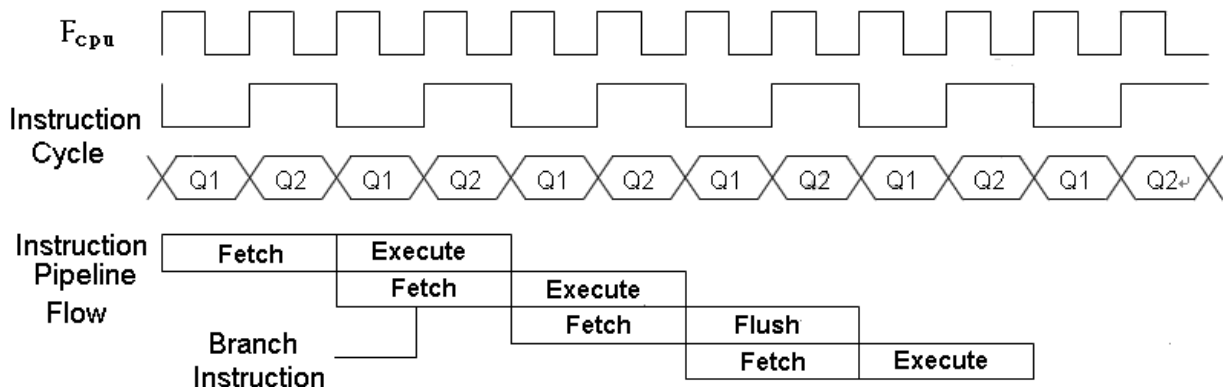 Fcpu
Instruction
Cycle
Q1 Q2 Q1 Q2 Q1 Q2 Q1 Q2 Q1 Q2 Q1 Q2↵
Instruction
Pipeline
Flow
Fetch Execute
Fetch Execute
Fetch Flush
Fetch Execute
Branch
Instruction